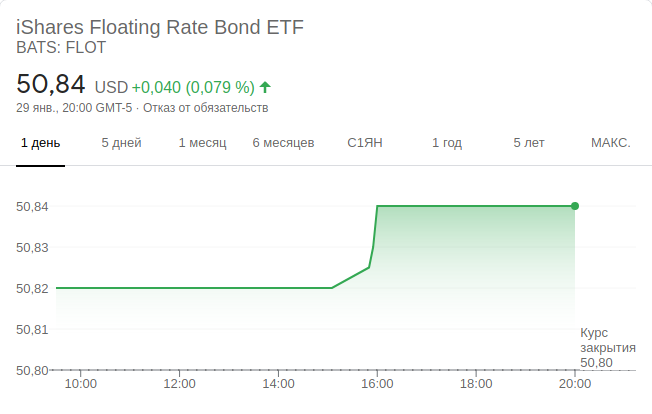 iShares Floating Rate Bond ETF
BATS: FLOT
50,84 USD +0,040 (0,079 %)
29 янв., 20:00 GMT-5 · Отказ от обязательств
1 день 5 дней 1 месяц 6 месяцев С1ЯН 1 год 5 лет МАКС.
50,84
50,83
50,82
50,81
50,80
Курс
закрытия
50,80
10:00 12:00 14:00 16:00 18:00 20:00